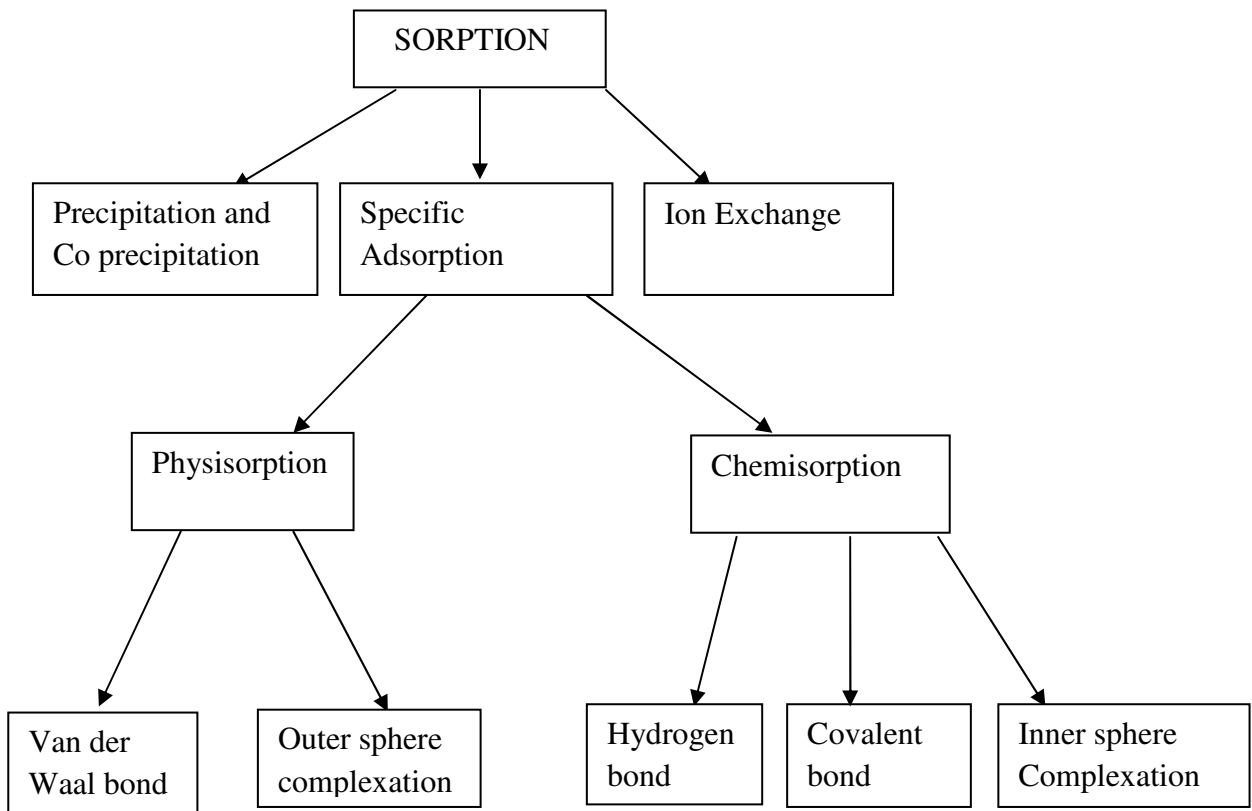 SORPTION
Precipitation and
Co precipitation
Specific
Adsorption
Ion Exchange
Physisorption
Chemisorption
Van der
Waal bond
Outer sphere
complexation
Hydrogen
bond
Covalent
bond
Inner sphere
Complexation